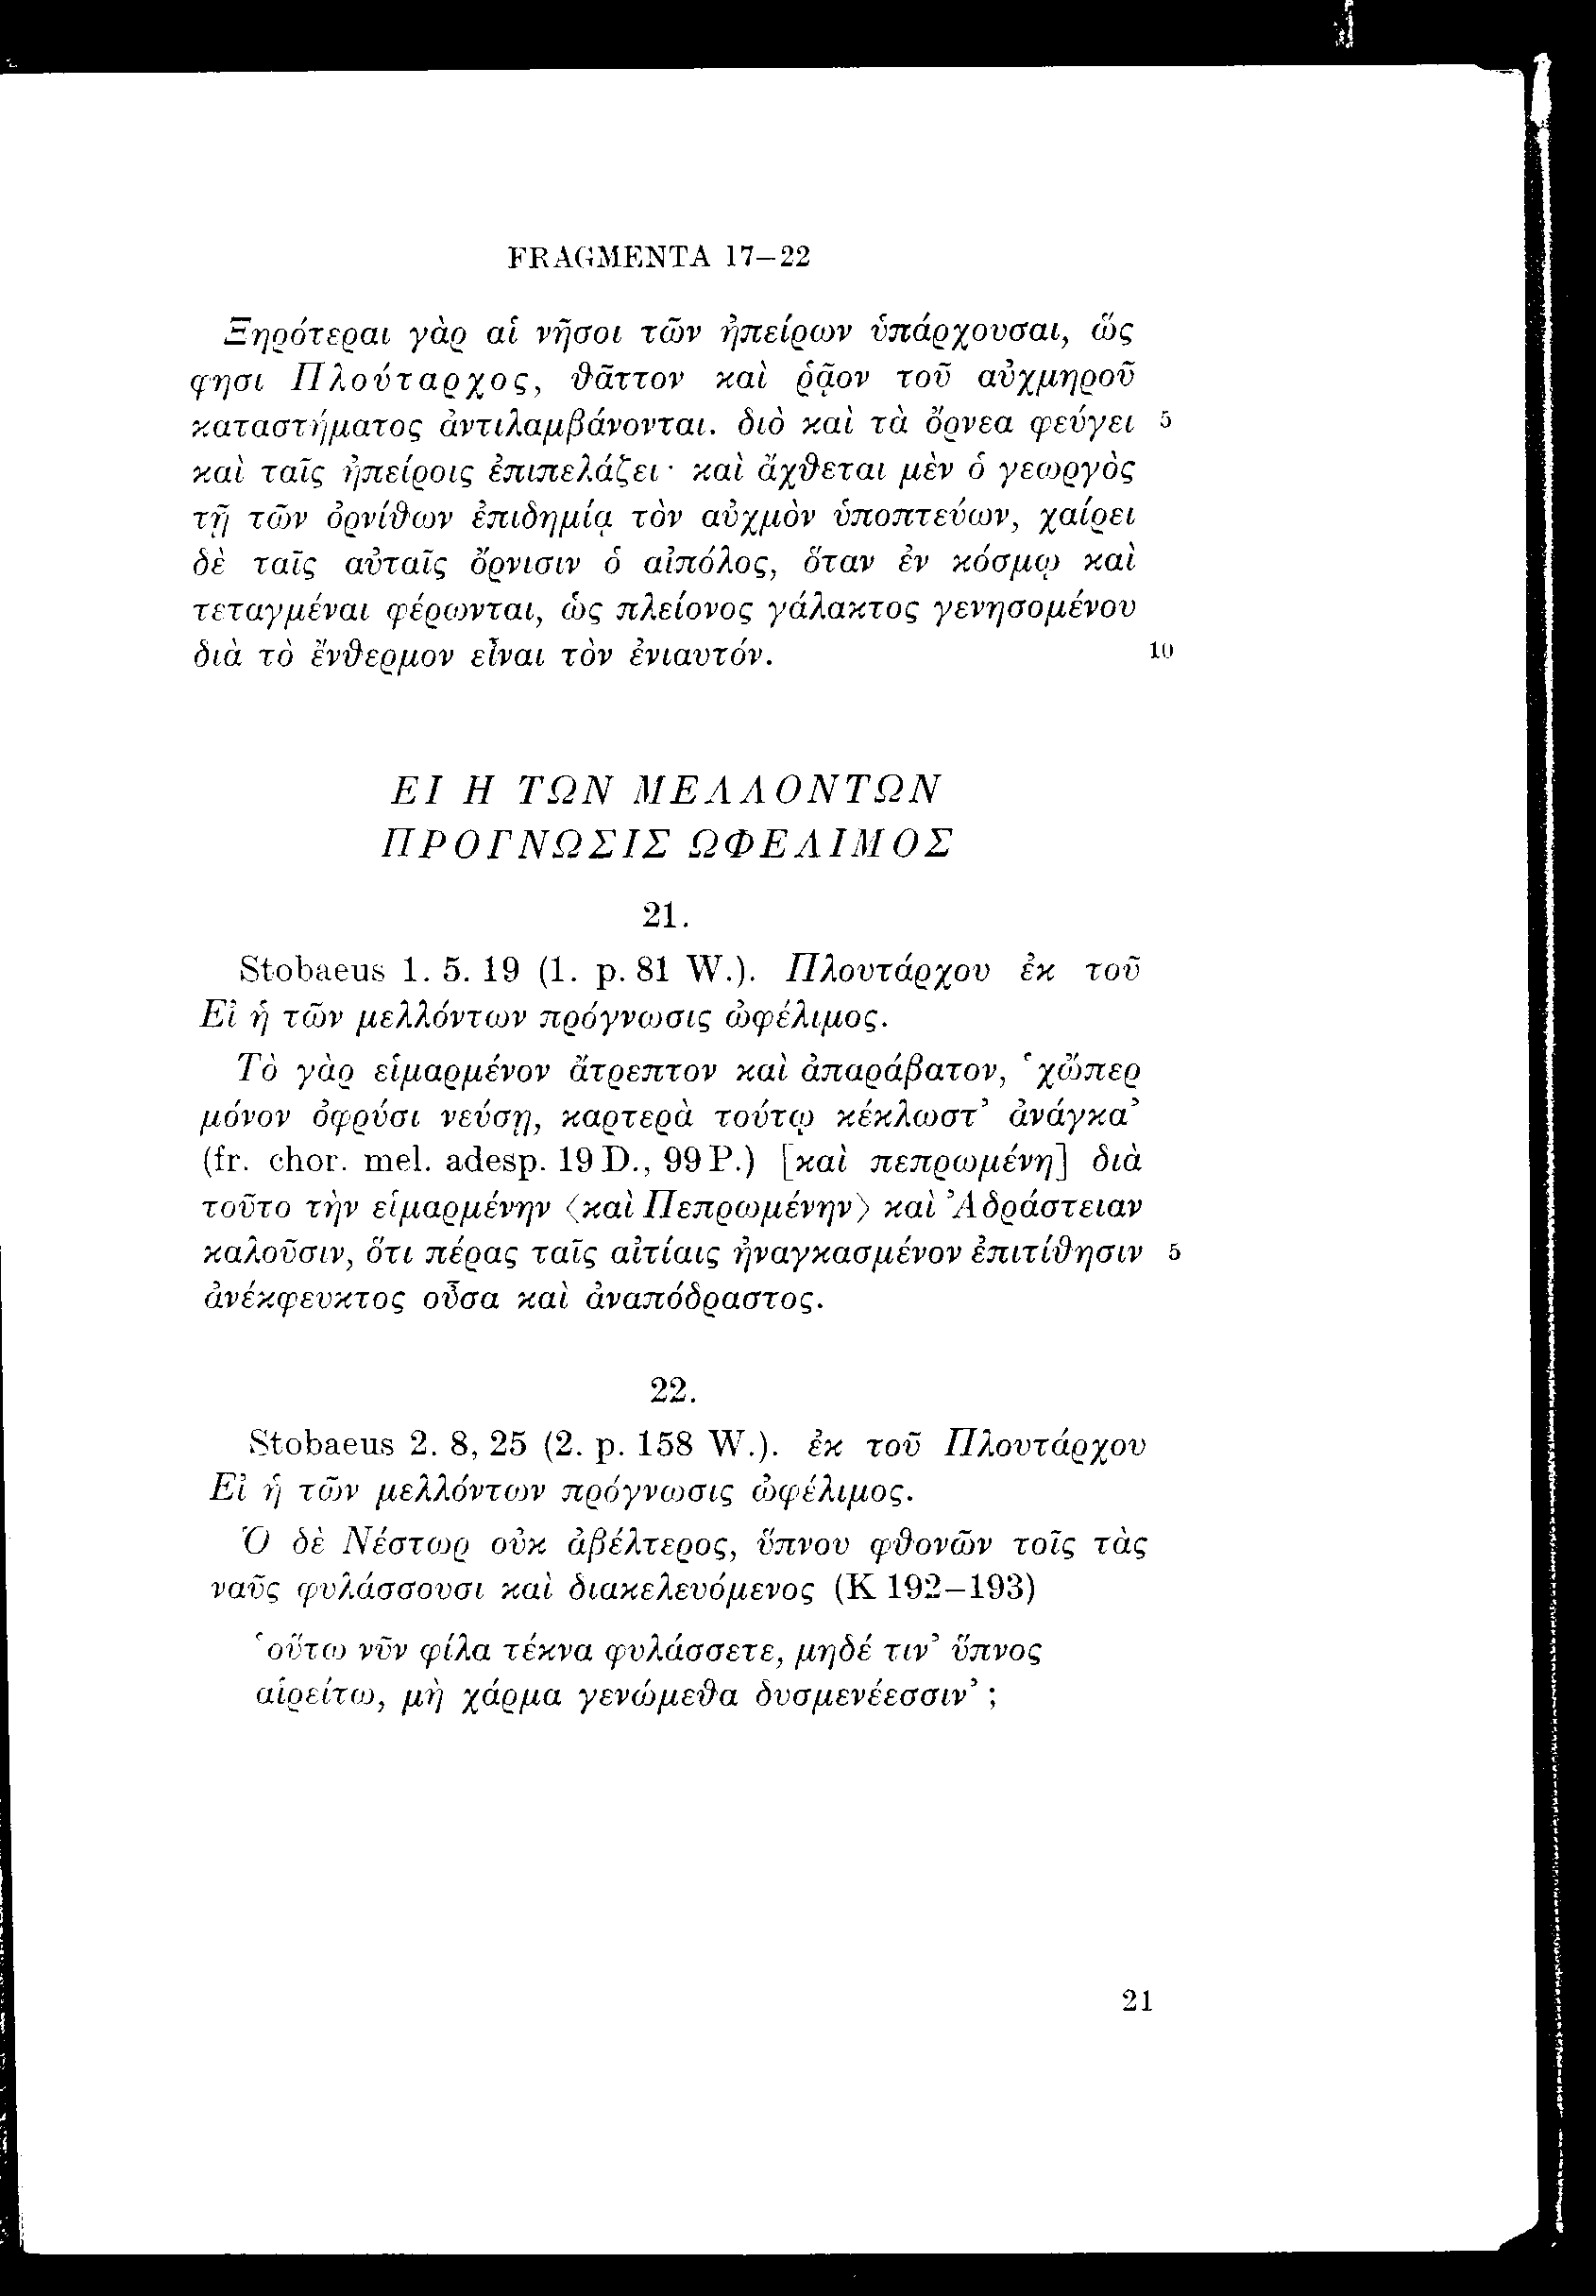 FRAGMENTA 17–22
Ξηρότεραι γὰρ αἱ νῆσοι τῶν ἠπείρων ὑπάρχουσαι, ὥς
φησι Πλούταρχος, θᾶττον καὶ ῥᾷον τοῦ αὐχμηροῦ
καταστήματος ἀντιλαμβάνονται. διὸ καὶ τὰ ὄρνεα φεύγει 5
καὶ ταῖς ἠπείροις ἐπιπελάζει· καὶ ἄχθεται μὲν ὁ γεωργὸς
τῇ τῶν ὀρνίθων ἐπιδημίᾳ τὸν αὐχμὸν ὑποπτεύων, χαίρει
δὲ ταῖς αὐταῖς ὄρνισιν ὁ αἰπόλος, ὅταν ἐν κόσμῳ καὶ
τεταγμέναι φέρωνται, ὡς πλείονος γάλακτος γενησομένου
διὰ τὸ ἔνθερμον εἶναι τὸν ἐνιαυτόν. 10
ΕΙ Η ΤΩΝ ΜΕΛΛΟΝΤΩΝ
ΠΡΟΓΝΩΣΙΣ ΩΦΕΛΙΜΟΣ
21.
Stobaeus 1. 5. 19 (1. p. 81 W.). Πλουτάρχου ἐκ τοῦ
Εἰ ἡ τῶν μελλόντων πρόγνωσις ὠφέλιμος.
Τὸ γὰρ εἱμαρμένον ἄτρεπτον καὶ ἀπαράβατον, ‘χὥπερ
μόνον ὀφρύσι νεύσῃ, καρτερὰ τούτῳ κέκλωστ’ ἀνάγκα’
(fr. chor. mel. adesp. 19 D., 99 P.) [καὶ πεπρωμένη] διὰ
τοῦτο τὴν εἱμαρμένην ⟨καὶ Πεπρωμένην⟩ καὶ Ἀδράστειαν
καλοῦσιν, ὅτι πέρας ταῖς αἰτίαις ἠναγκασμένον ἐπιτίθησιν 5
ἀνέκφευκτος οὖσα καὶ ἀναπόδραστος.
22.
Stobaeus 2. 8, 25 (2. p. 158 W.). ἐκ τοῦ Πλουτάρχου
Εἰ ἡ τῶν μελλόντων πρόγνωσις ὠφέλιμος.
Ὁ δὲ Νέστωρ οὐκ ἀβέλτερος, ὕπνου φθονῶν τοῖς τὰς
ναῦς φυλάσσουσι καὶ διακελευόμενος (K 192–193)
‘οὕτω νῦν φίλα τέκνα φυλάσσετε, μηδέ τιν’ ὕπνος
αἱρείτω, μὴ χάρμα γενώμεθα δυσμενέεσσιν’ ;
21